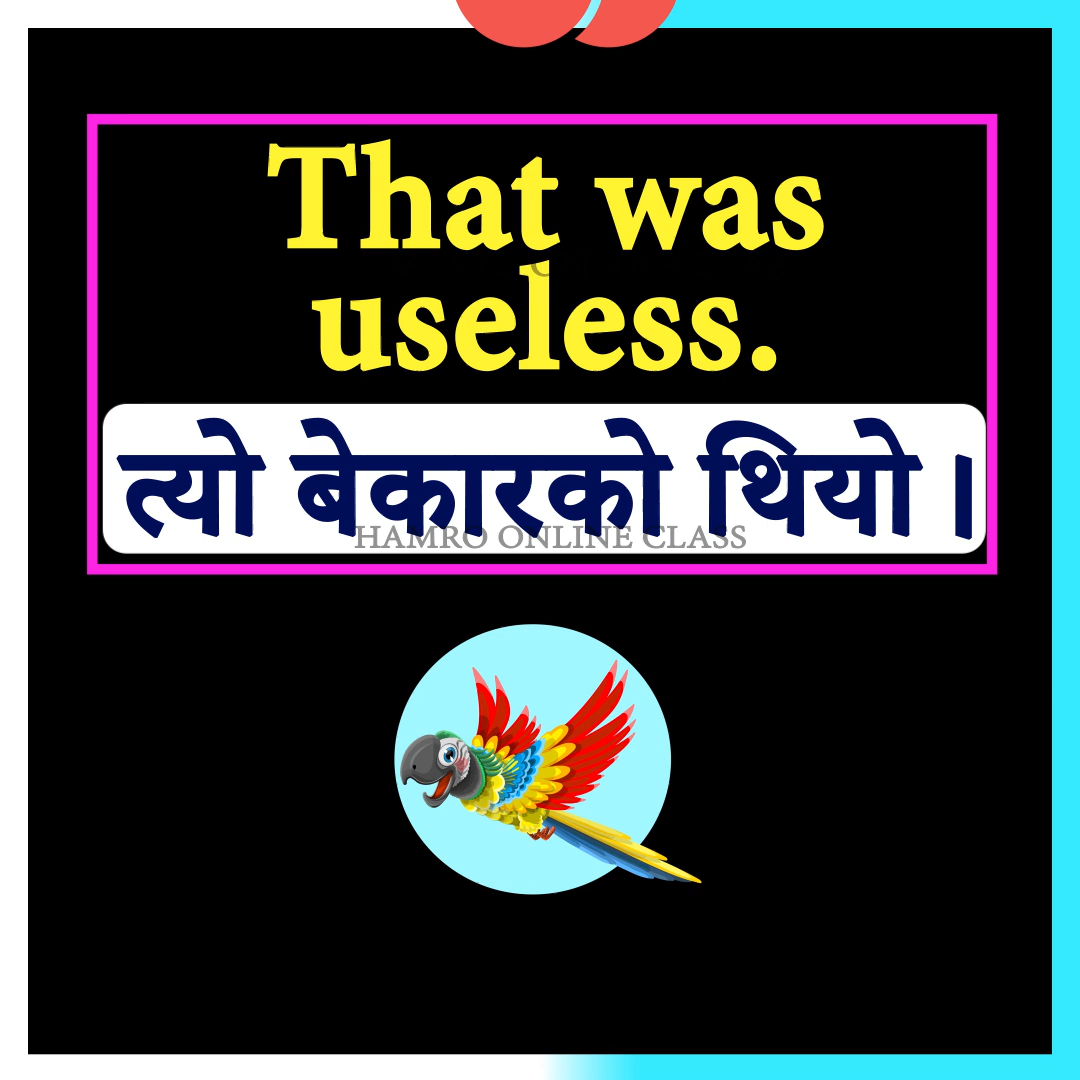 That was
useless.
त्यो बेकारको थियो ।
HAMRO ONLINE CLASS